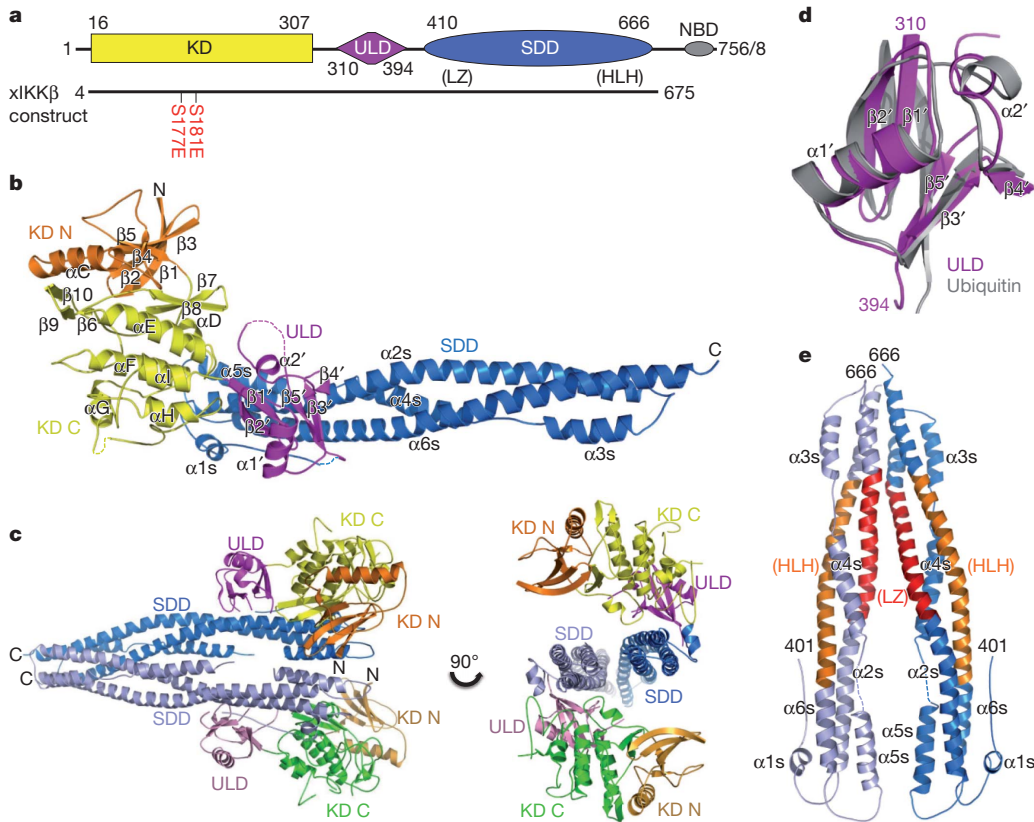 a
16 307 410 666 NBD
1 KD ULD SDD 756/8
310 394 (LZ) (HLH)
xIKKβ 4 675
construct
S177E
S181E
b
N
KD N
β5 β3
β4
αC β2 β1
β10 β7
β8
β9 β6 αE αD
αF αI
αG αH
KD C
α1s
ULD
α2′
α5s β4′
β1′ β5′
β3′
β2′
α1′
SDD
α2s
α4s
α6s
α3s
C
c
KD C
ULD
SDD
KD N
C
C
N N
SDD
KD N
ULD
KD C
90°
KD N KD C
ULD
SDD
SDD
ULD
KD C KD N
d
310
β2′ β1′ α2′
α1′
β5′ β4′
β3′
ULD
Ubiquitin
394
e
666
666
α3s α3s
(HLH) α4s α4s (HLH)
(LZ)
401 401
α2s α2s
α6s α6s
α5s
α5s
α1s α1s